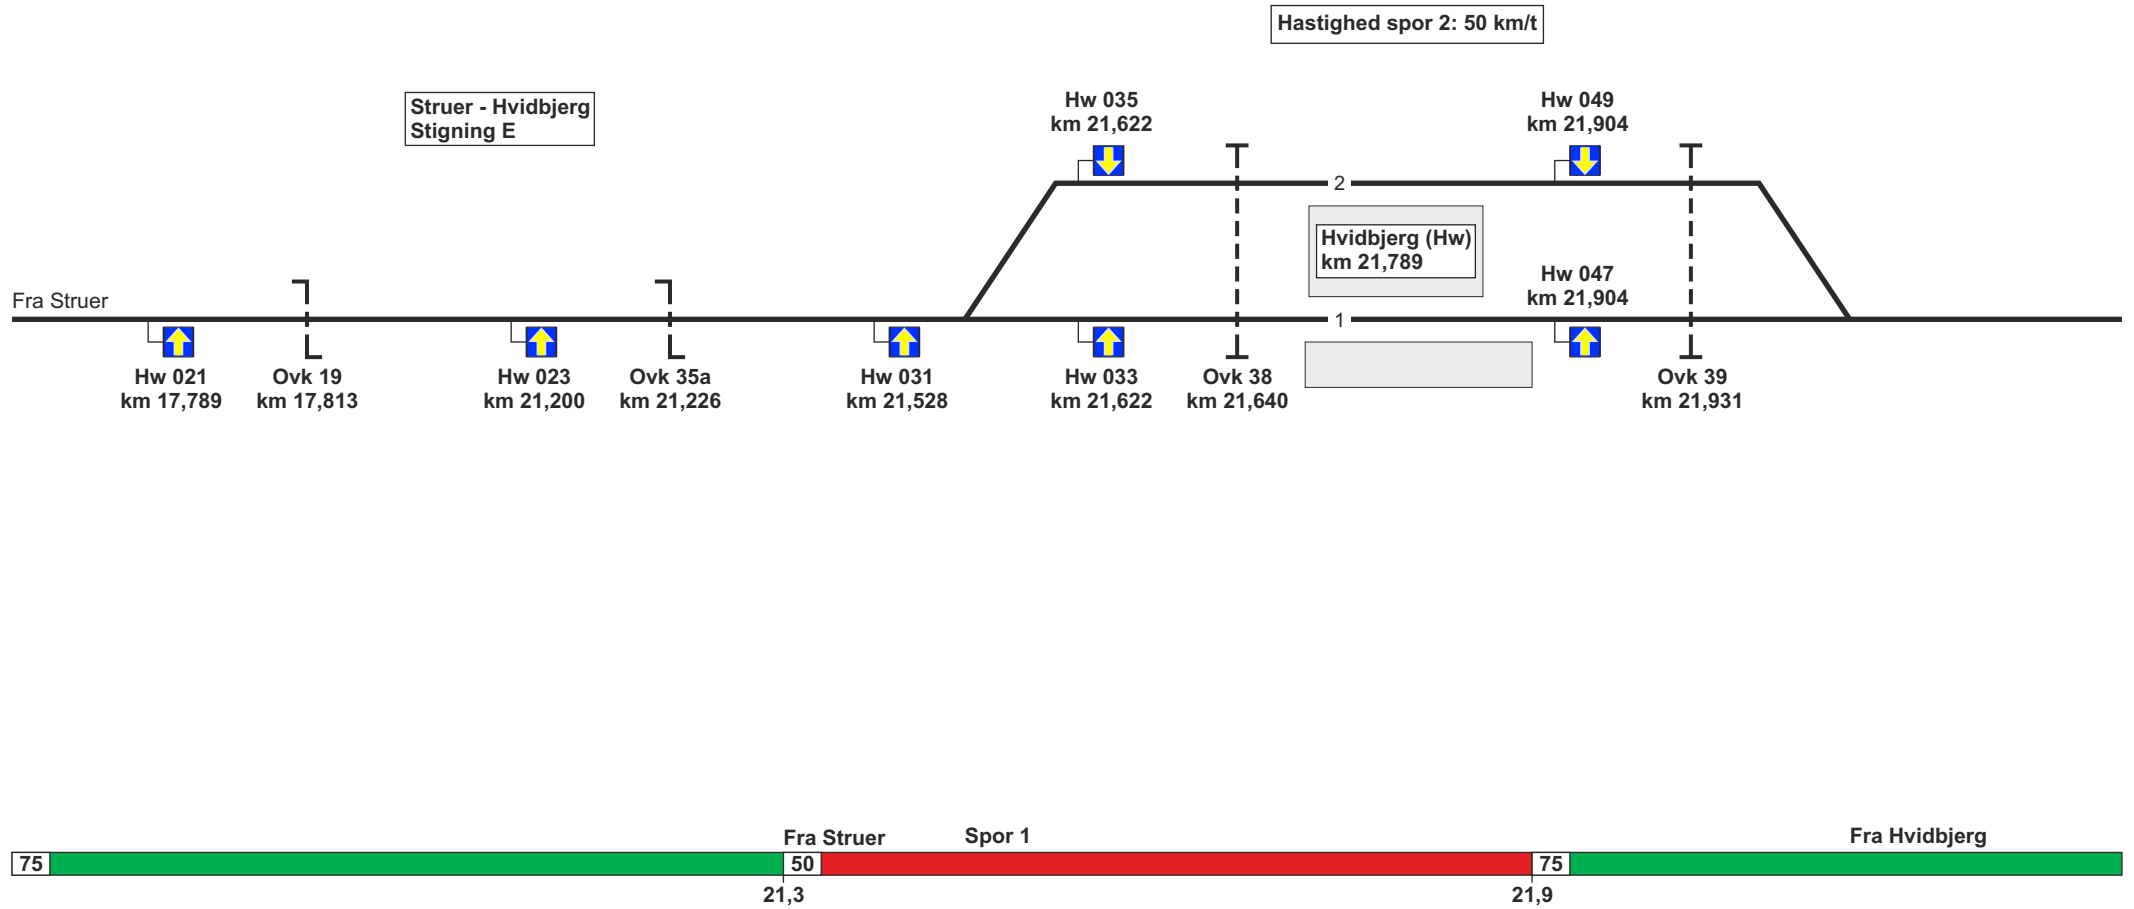 Hastighed spor 2: 50 km/t
Struer - Hvidbjerg
Stigning E
Hw 035
km 21,622
Hw 049
km 21,904
2
Hvidbjerg (Hw)
km 21,789
Hw 047
km 21,904
Fra Struer
1
Hw 021
km 17,789
Ovk 19
km 17,813
Hw 023
km 21,200
Ovk 35a
km 21,226
Hw 031
km 21,528
Hw 033
km 21,622
Ovk 38
km 21,640
Ovk 39
km 21,931
Fra Struer
Spor 1
Fra Hvidbjerg
75
50
75
21,3
21,9